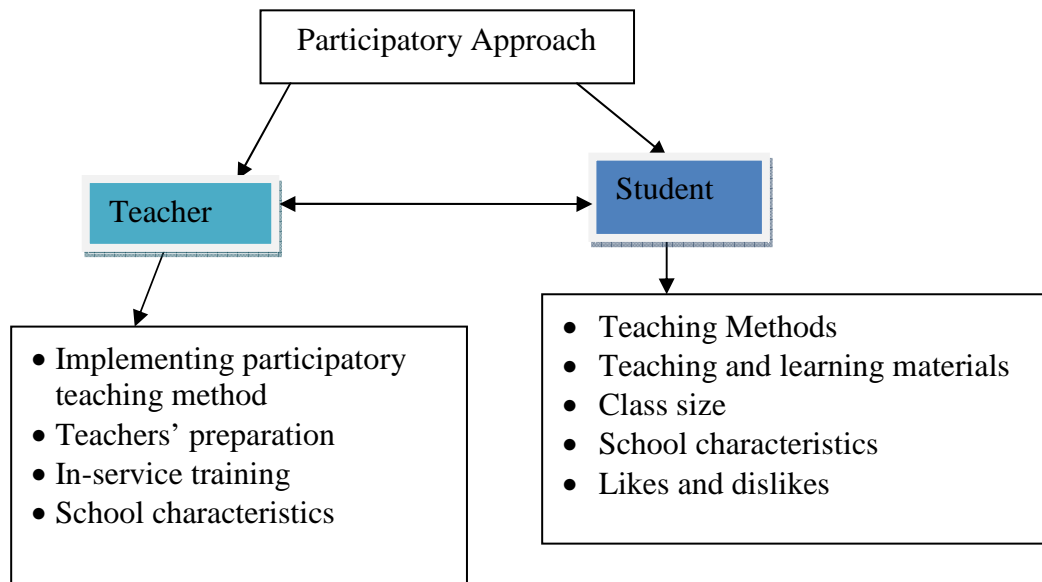 Participatory Approach
Teacher
Student
• Implementing participatory
teaching method
• Teachers’ preparation
• In-service training
• School characteristics
• Teaching Methods
• Teaching and learning materials
• Class size
• School characteristics
• Likes and dislikes